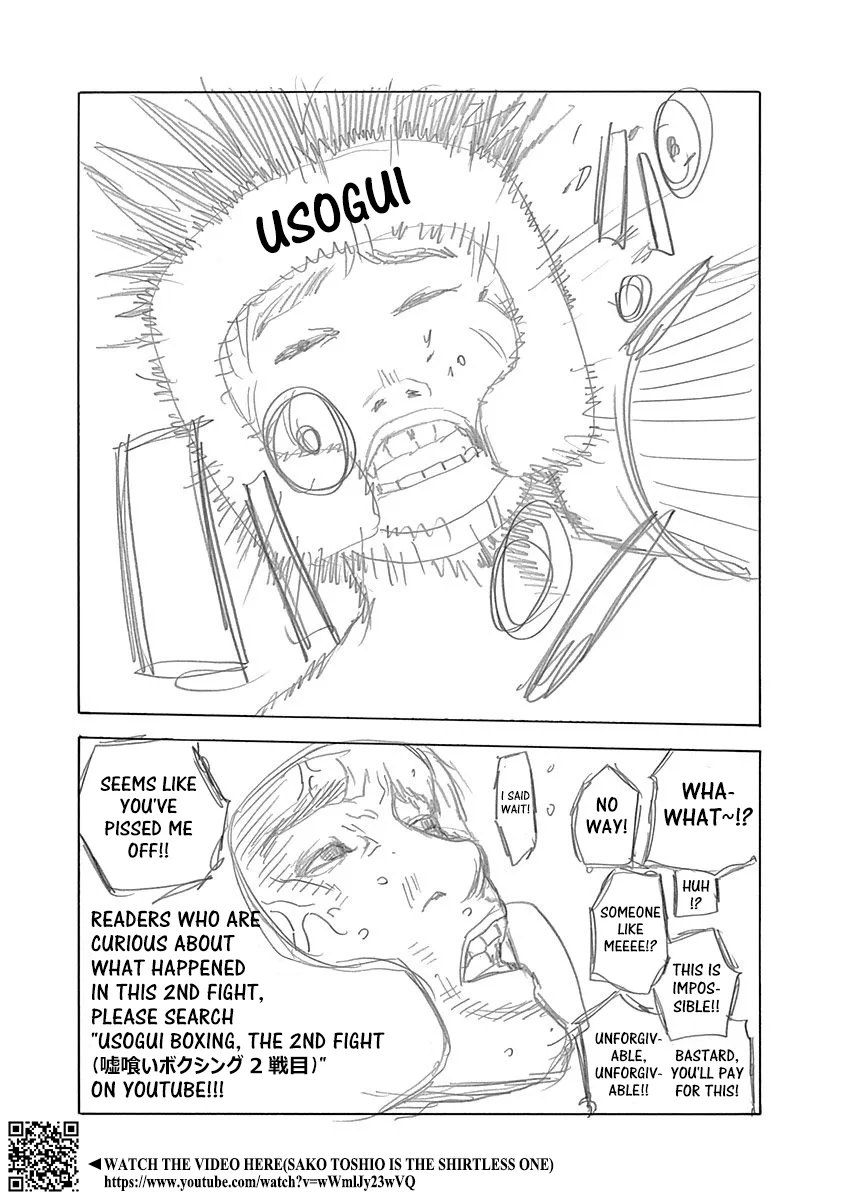 USOGUI
WHA-
WHAT~!?
NO
WAY!
I SAID
WAIT!
HUH
!?
SOMEONE
LIKE
MEEEE!?
THIS IS
IMPOS-
SIBLE!!
BASTARD,
YOU'LL PAY
FOR THIS!
UNFORGIV-
ABLE,
UNFORGIV-
ABLE!!
SEEMS LIKE
YOU'VE
PISSED ME
OFF!!
READERS WHO ARE
CURIOUS ABOUT
WHAT HAPPENED
IN THIS 2ND FIGHT,
PLEASE SEARCH
"USOGUI BOXING, THE 2ND FIGHT
(嘘喰いボクシング2戦目)"
ON YOUTUBE!!!
◄WATCH THE VIDEO HERE(SAKO TOSHIO IS THE SHIRTLESS ONE)
https://www.youtube.com/watch?v=wWmlJy23wVQ